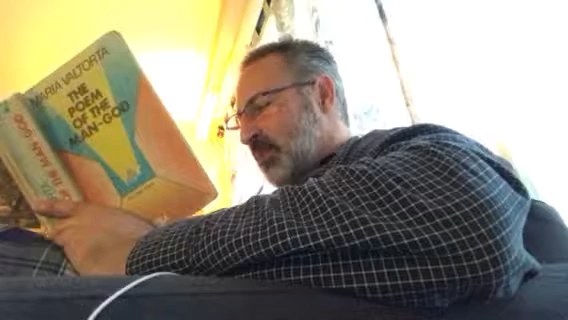 MARIA VALTORTA
THE
POEM
OF THE
MAN-GOD